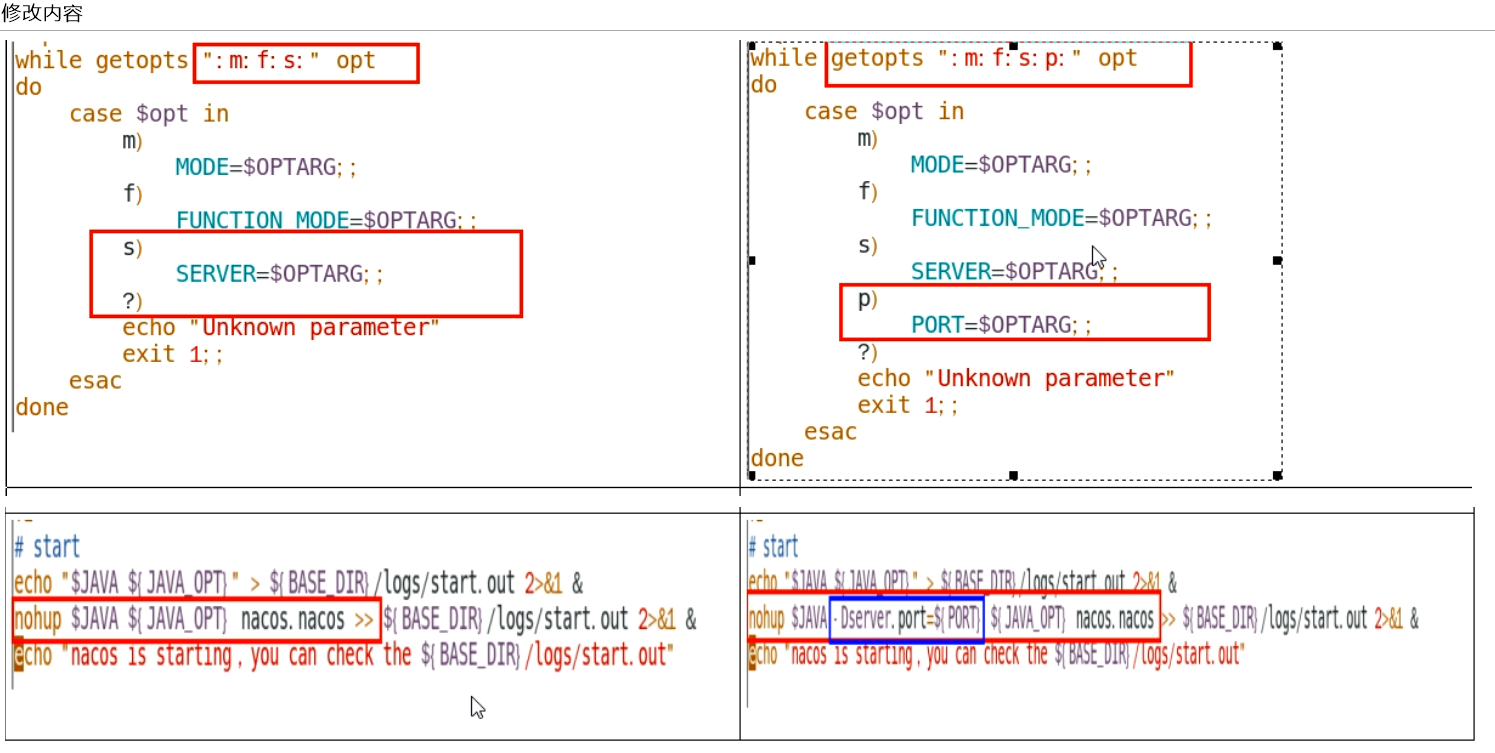 修改内容
while getopts ":m:f:s:" opt
do
case $opt in
m)
MODE=$OPTARG;;
f)
FUNCTION_MODE=$OPTARG;;
s)
SERVER=$OPTARG;;
?)
echo "Unknown parameter"
exit 1;;
esac
done
while getopts ":m:f:s:p:" opt
do
case $opt in
m)
MODE=$OPTARG;;
f)
FUNCTION_MODE=$OPTARG;;
s)
SERVER=$OPTARG;;
p)
PORT=$OPTARG;;
?)
echo "Unknown parameter"
exit 1;;
esac
done
# start
echo "$JAVA ${JAVA_OPT}" > ${BASE_DIR}/logs/start.out 2>&1 &
nohup $JAVA ${JAVA_OPT} nacos.nacos >> ${BASE_DIR}/logs/start.out 2>&1 &
echo "nacos is starting，you can check the ${BASE_DIR}/logs/start.out"
# start
echo "$JAVA ${JAVA_OPT}" > ${BASE_DIR}/logs/start.out 2>&1 &
nohup $JAVA -Dserver.port=${PORT} ${JAVA_OPT} nacos.nacos >> ${BASE_DIR}/logs/start.out 2>&1 &
echo "nacos is starting，you can check the ${BASE_DIR}/logs/start.out"